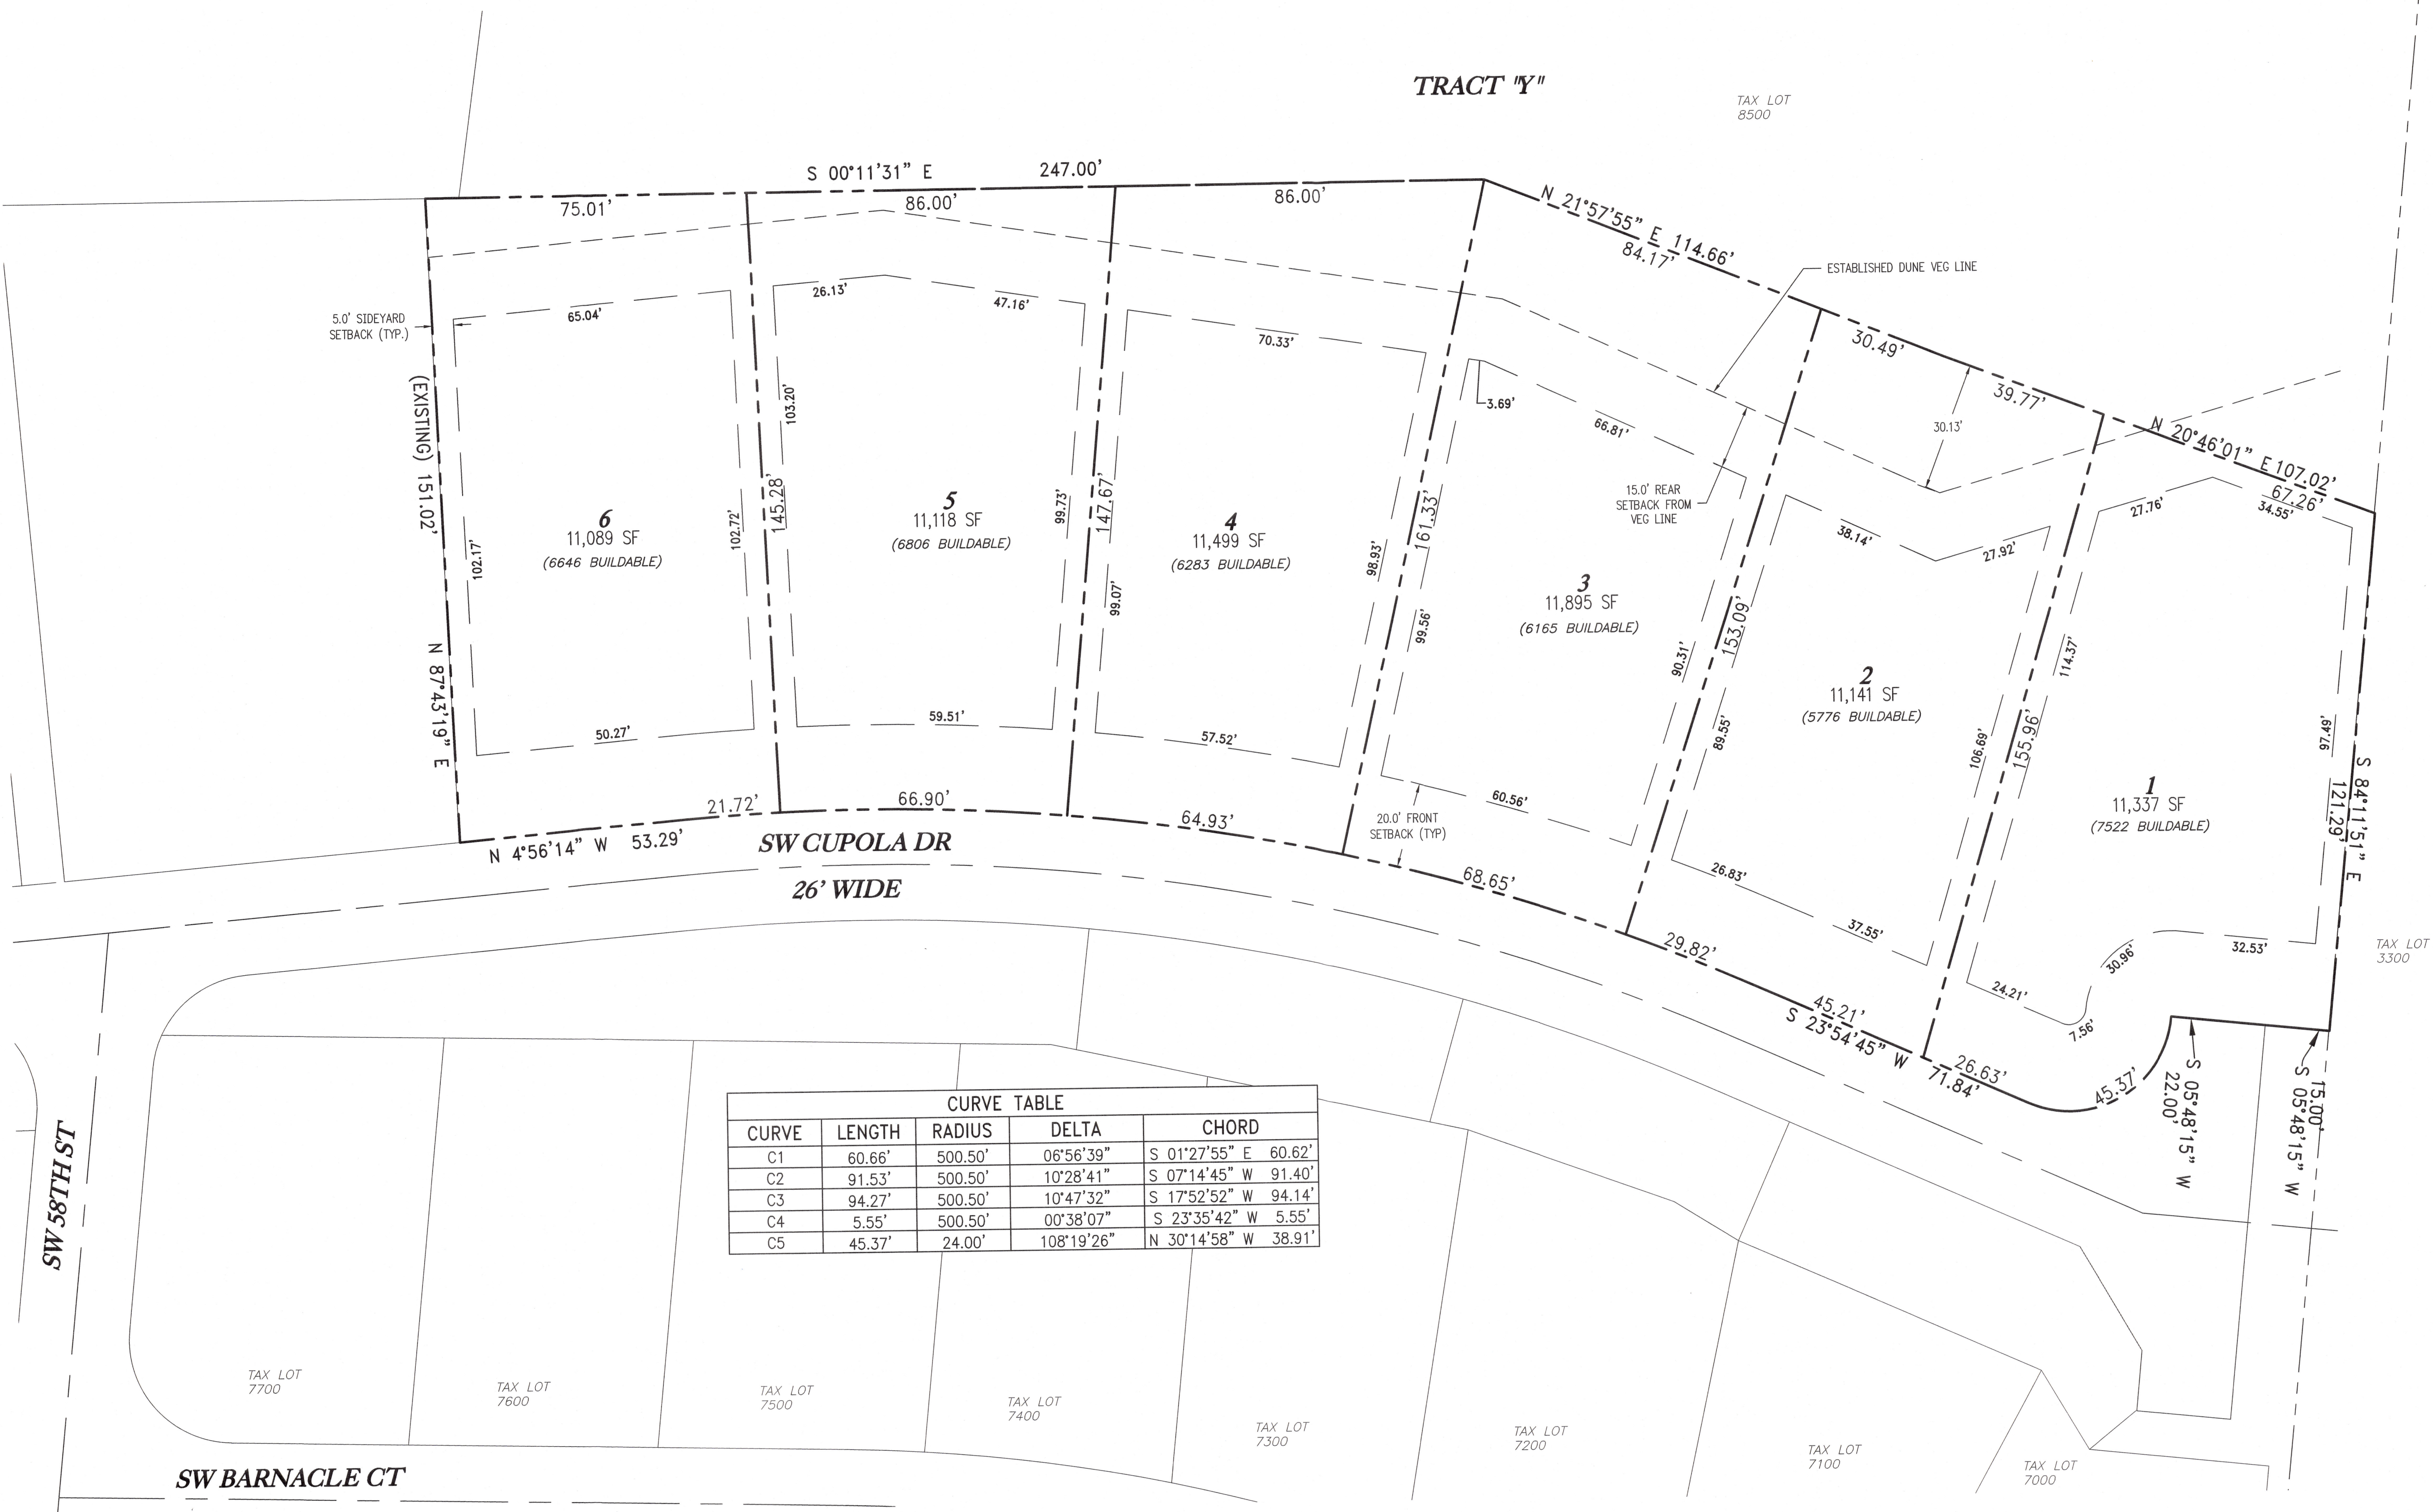 TRACT "Y"
TAX LOT
8500
S 00°11'31" E 247.00'
75.01'
86.00'
86.00'
N 21°57'55" E 114.66'
84.17'
ESTABLISHED DUNE VEG LINE
30.49'
39.77'
30.13'
N 20°46'01" E 107.02'
67.26'
34.55'
27.76'
5.0' SIDEYARD
SETBACK (TYP.)
65.04'
26.13'
47.16'
70.33'
3.69'
66.81'
15.0' REAR
SETBACK FROM
VEG LINE
38.14'
27.92'
(EXISTING) 151.02'
N 87°43'19" E
102.17'
6
11,089 SF
(6646 BUILDABLE)
102.72'
145.28'
103.20'
5
11,118 SF
(6806 BUILDABLE)
99.73'
147.67'
99.07'
4
11,499 SF
(6283 BUILDABLE)
98.93'
161.33'
99.56'
3
11,895 SF
(6165 BUILDABLE)
90.31'
153.09'
89.55'
2
11,141 SF
(5776 BUILDABLE)
106.69'
155.96'
114.37'
1
11,337 SF
(7522 BUILDABLE)
97.49'
121.29'
S 84°11'51" E
50.27'
59.51'
57.52'
60.56'
26.83'
37.55'
24.21'
7.56'
30.96'
32.53'
TAX LOT
3300
20.0' FRONT
SETBACK (TYP)
N 4°56'14" W 53.29'
21.72'
66.90'
64.93'
68.65'
29.82'
45.21'
S 23°54'45" W
71.84'
26.63'
45.37'
S 05°48'15" W
22.00'
15.00'
S 05°48'15" W
SW CUPOLA DR
26' WIDE
CURVE TABLE
CURVE LENGTH RADIUS DELTA CHORD
C1 60.66' 500.50' 06°56'39" S 01°27'55" E 60.62'
C2 91.53' 500.50' 10°28'41" S 07°14'45" W 91.40'
C3 94.27' 500.50' 10°47'32" S 17°52'52" W 94.14'
C4 5.55' 500.50' 00°38'07" S 23°35'42" W 5.55'
C5 45.37' 24.00' 108°19'26" N 30°14'58" W 38.91'
SW 58TH ST
TAX LOT
7700
TAX LOT
7600
TAX LOT
7500
TAX LOT
7400
TAX LOT
7300
TAX LOT
7200
TAX LOT
7100
TAX LOT
7000
SW BARNACLE CT